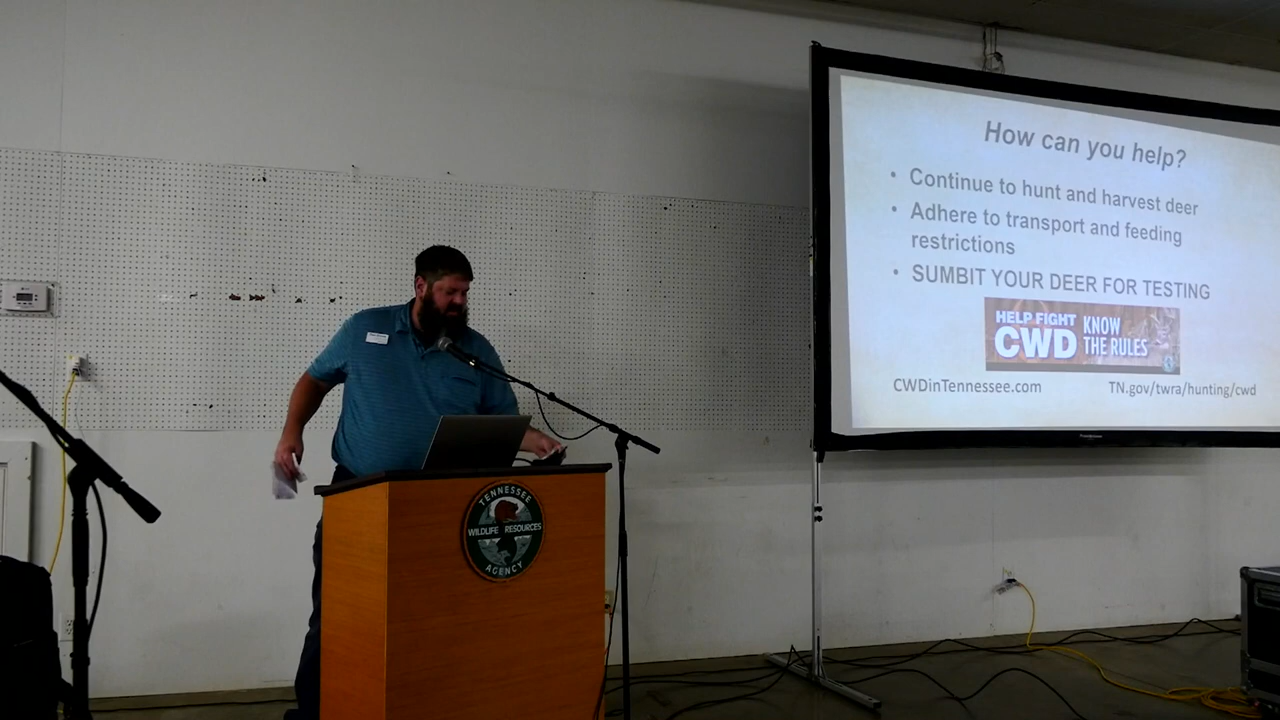 How can you help?
• Continue to hunt and harvest deer
• Adhere to transport and feeding
restrictions
• SUMBIT YOUR DEER FOR TESTING
HELP FIGHT
CWD
KNOW
THE RULES
CWDinTennessee.com
TN.gov/twra/hunting/cwd
TENNESSEE
WILDLIFE RESOURCES
AGENCY